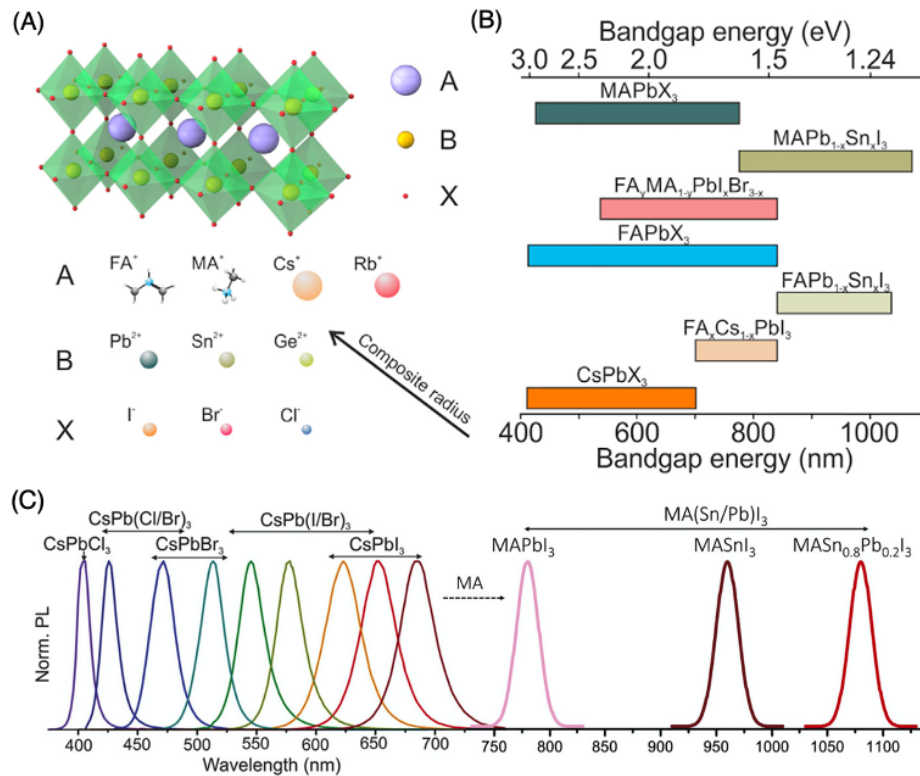 (A)
A
B
X
A
FA⁺ MA⁺ Cs⁺ Rb⁺
B
Pb²⁺ Sn²⁺ Ge²⁺
X
I⁻ Br⁻ Cl⁻
Composite radius
(B)
Bandgap energy (eV)
3.0 2.5 2.0 1.5 1.24
MAPbX₃
MAPb₁₋ₓSnₓI₃
FAᵧMA₁₋ᵧPbIₓBr₃₋ₓ
FAPbX₃
FAPb₁₋ₓSnₓI₃
FAₓCs₁₋ₓPbI₃
CsPbX₃
400 600 800 1000
Bandgap energy (nm)
(C)
CsPb(Cl/Br)₃ CsPb(I/Br)₃ MA(Sn/Pb)I₃
CsPbCl₃ CsPbBr₃ CsPbI₃ MAPbI₃ MASnI₃ MASn₀.₈Pb₀.₂I₃
MA
Norm. PL
400 450 500 550 600 650 700 750 800 850 900 950 1000 1050 1100
Wavelength (nm)